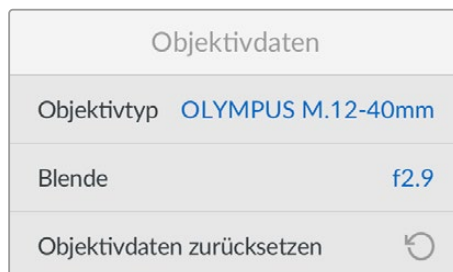 Objektivdaten
Objektivtyp OLYMPUS M.12-40mm
Blende f2.9
Objektivdaten zurücksetzen